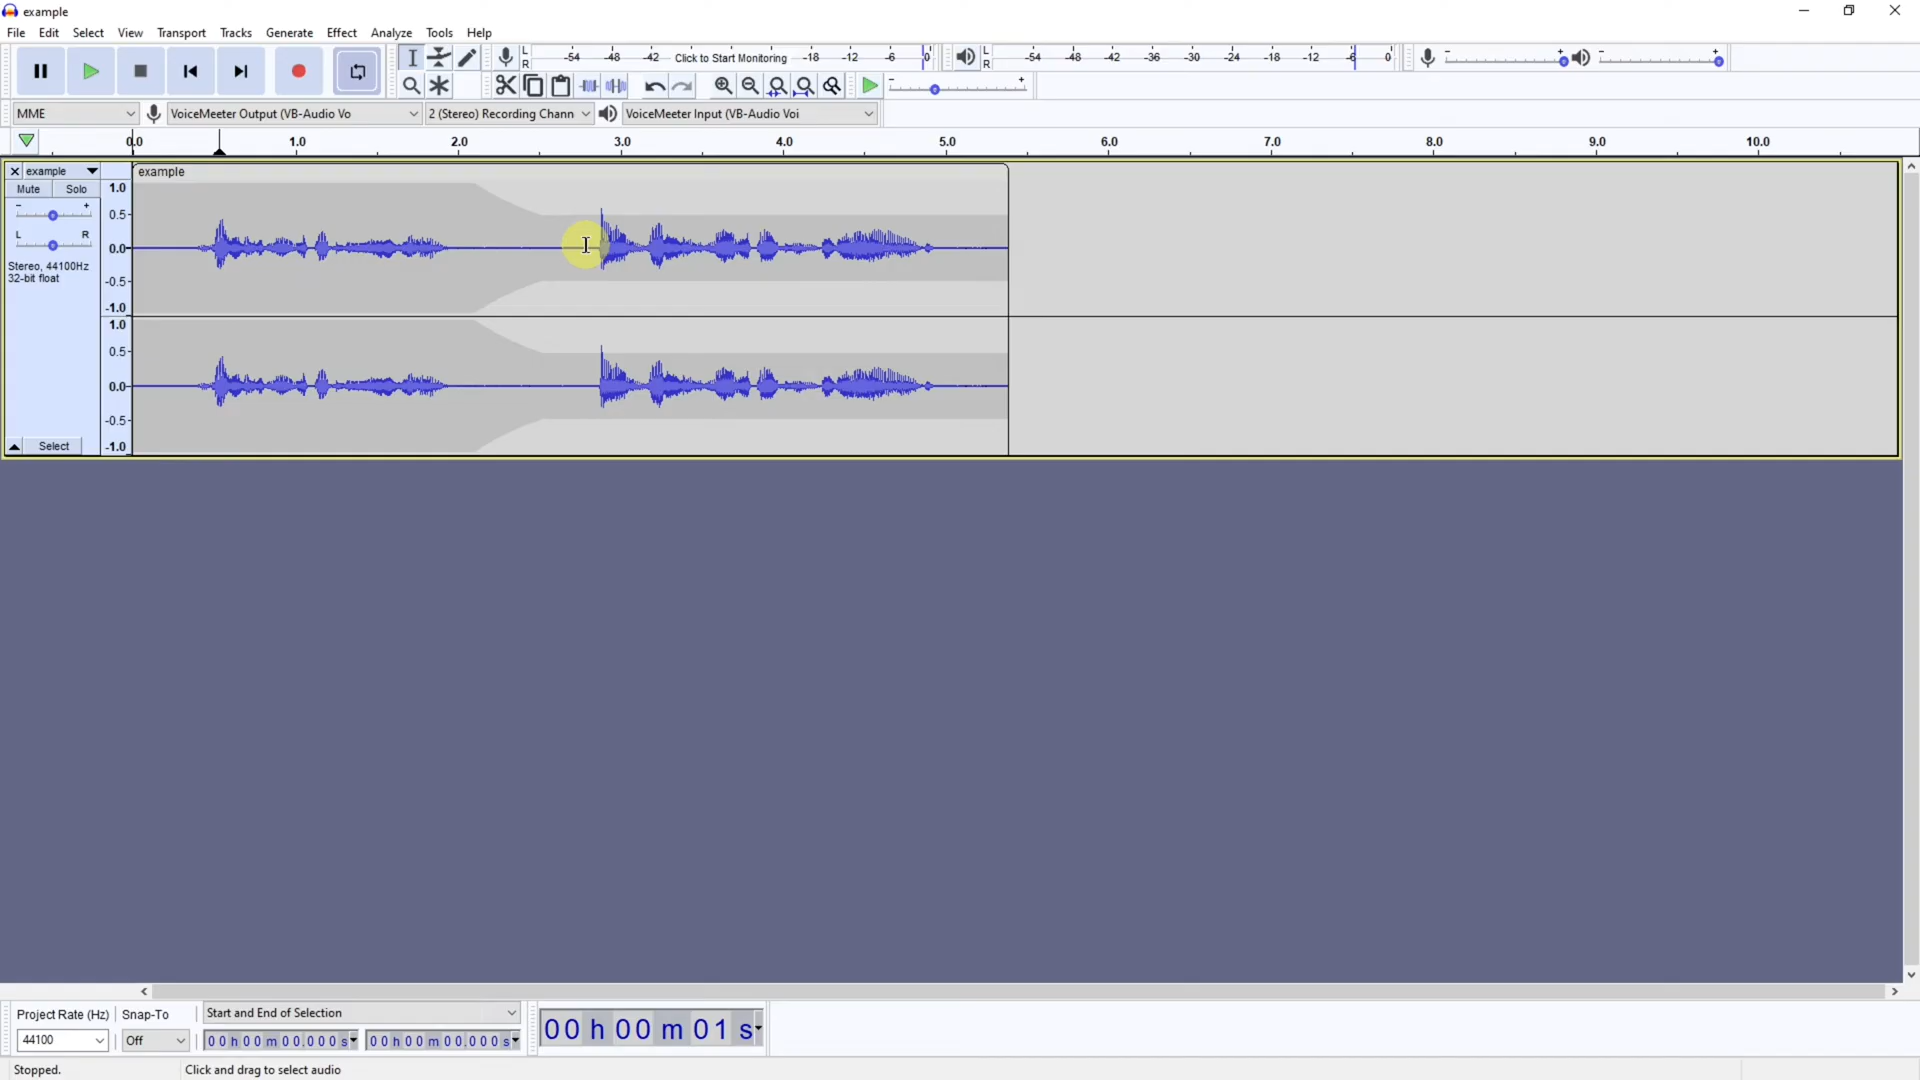 example
File Edit Select View Transport Tracks Generate Effect Analyze Tools Help
L R -54 -48 -42 Click to Start Monitoring -18 -12 -6 0 L R -54 -48 -42 -36 -30 -24 -18 -12 -6 0 - + - +
- +
MME VoiceMeeter Output (VB-Audio Vo 2 (Stereo) Recording Chann VoiceMeeter Input (VB-Audio Voi
0.0 1.0 2.0 3.0 4.0 5.0 6.0 7.0 8.0 9.0 10.0
example 1.0 example
Mute Solo
- + 0.5
L R 0.0
Stereo, 44100Hz
32-bit float -0.5
-1.0
1.0
0.5
0.0
-0.5
Select -1.0
Project Rate (Hz) Snap-To Start and End of Selection
44100 Off 00 h 00 m 00.000 s 00 h 00 m 00.000 s 00 h 00 m 01 s
Stopped. Click and drag to select audio